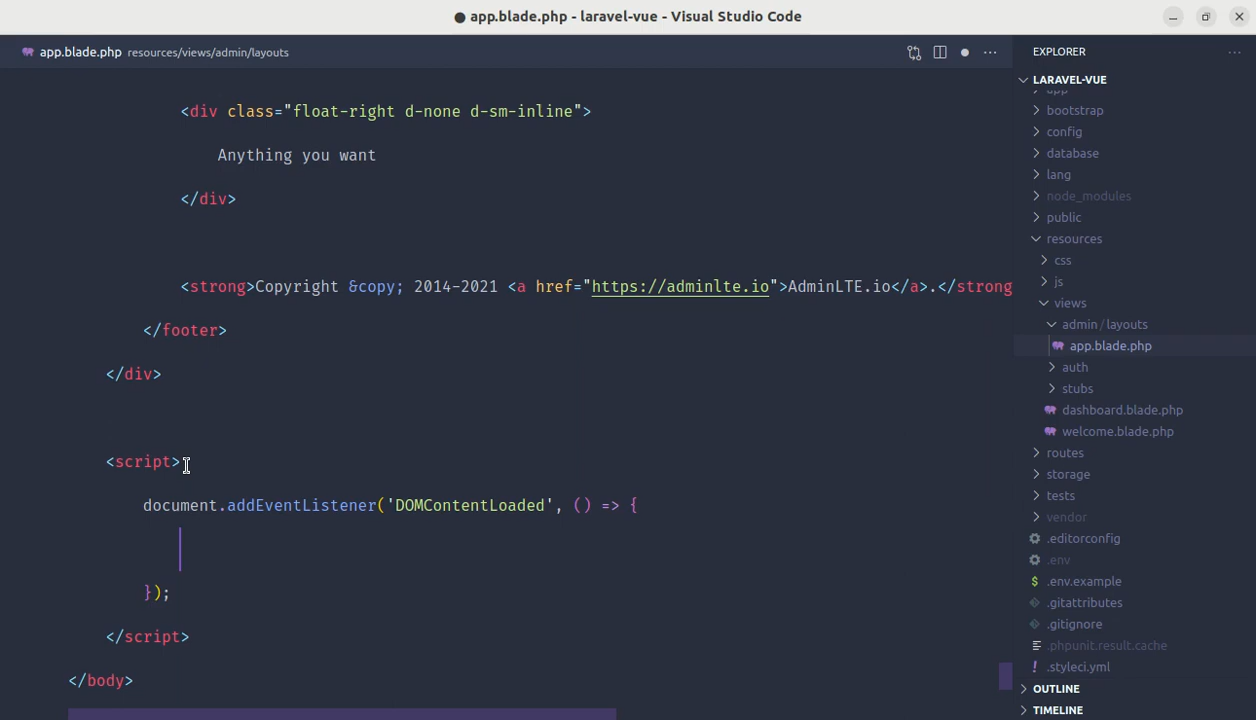 ● app.blade.php - laravel-vue - Visual Studio Code
app.blade.php resources/views/admin/layouts
<div class="float-right d-none d-sm-inline">
Anything you want
</div>
<strong>Copyright &copy; 2014-2021 <a href="https://adminlte.io">AdminLTE.io</a>.</strong
</footer>
</div>
<script>
document.addEventListener('DOMContentLoaded', () => {
});
</script>
</body>
EXPLORER
LARAVEL-VUE
app
bootstrap
config
database
lang
node_modules
public
resources
css
js
views
admin / layouts
app.blade.php
auth
stubs
dashboard.blade.php
welcome.blade.php
routes
storage
tests
vendor
.editorconfig
.env
.env.example
.gitattributes
.gitignore
.phpunit.result.cache
.styleci.yml
OUTLINE
TIMELINE